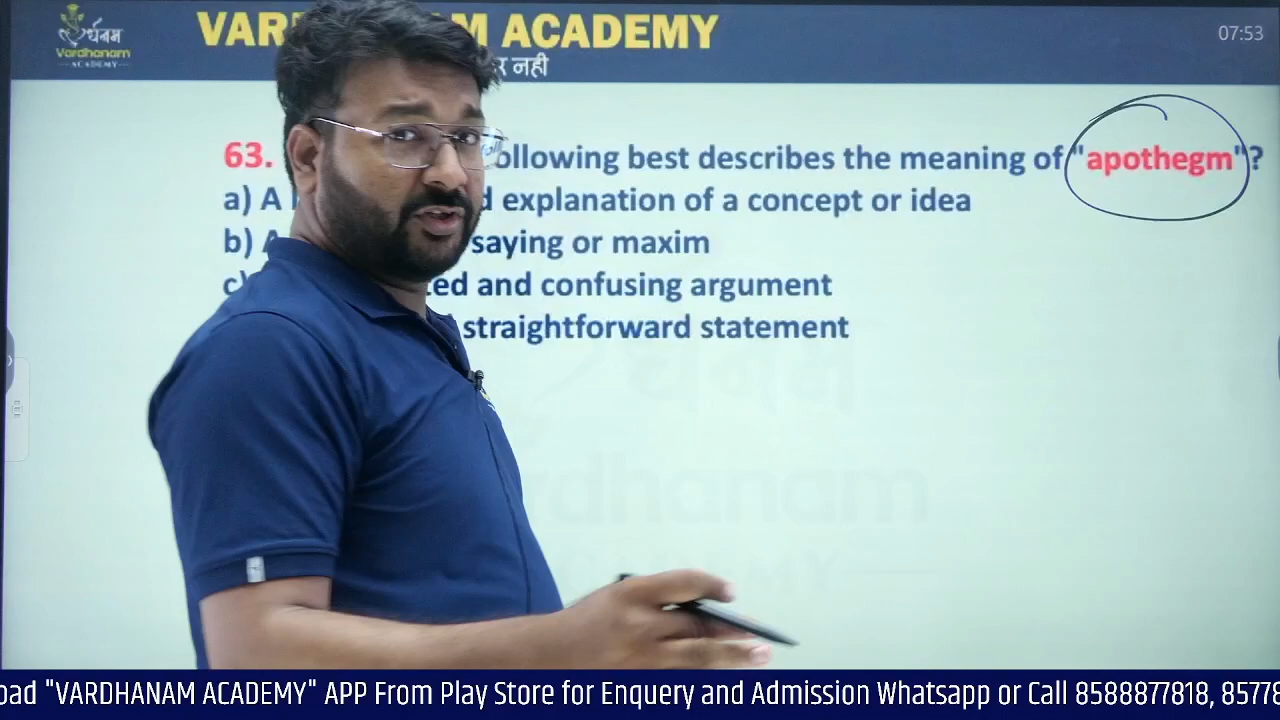 र्धनम
Vardhanam
ACADEMY
VAR M ACADEMY
नही
07:53
63. ollowing best describes the meaning of "apothegm"?
a) A d explanation of a concept or idea
b) A saying or maxim
c) ted and confusing argument
straightforward statement
rdhanam
oad "VARDHANAM ACADEMY" APP From Play Store for Enquery and Admission Whatsapp or Call 8588877818, 85778